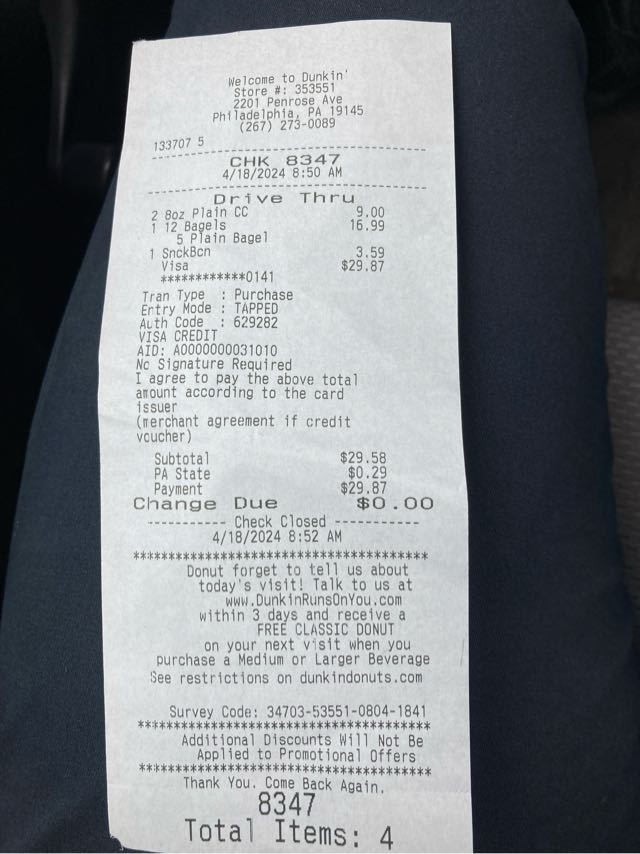 Welcome to Dunkin'
Store #: 353551
2201 Penrose Ave
Philadelphia, PA 19145
(267) 273-0089
133707 5
CHK 8347
4/18/2024 8:50 AM
Drive Thru
2 8oz Plain CC 9.00
1 12 Bagels 16.99
5 Plain Bagel
1 SnckBcn 3.59
Visa $29.87
************0141
Tran Type : Purchase
Entry Mode : TAPPED
Auth Code : 629282
VISA CREDIT
AID: A0000000031010
No Signature Required
I agree to pay the above total
amount according to the card
issuer
(merchant agreement if credit
voucher)
Subtotal $29.58
PA State $0.29
Payment $29.87
Change Due $0.00
----------- Check Closed -----------
4/18/2024 8:52 AM
****************************************
Donut forget to tell us about
today's visit! Talk to us at
www.DunkinRunsOnYou.com
within 3 days and receive a
FREE CLASSIC DONUT
on your next visit when you
purchase a Medium or Larger Beverage
See restrictions on dunkindonuts.com
Survey Code: 34703-53551-0804-1841
****************************************
Additional Discounts Will Not Be
Applied to Promotional Offers
****************************************
Thank You. Come Back Again.
8347
Total Items: 4